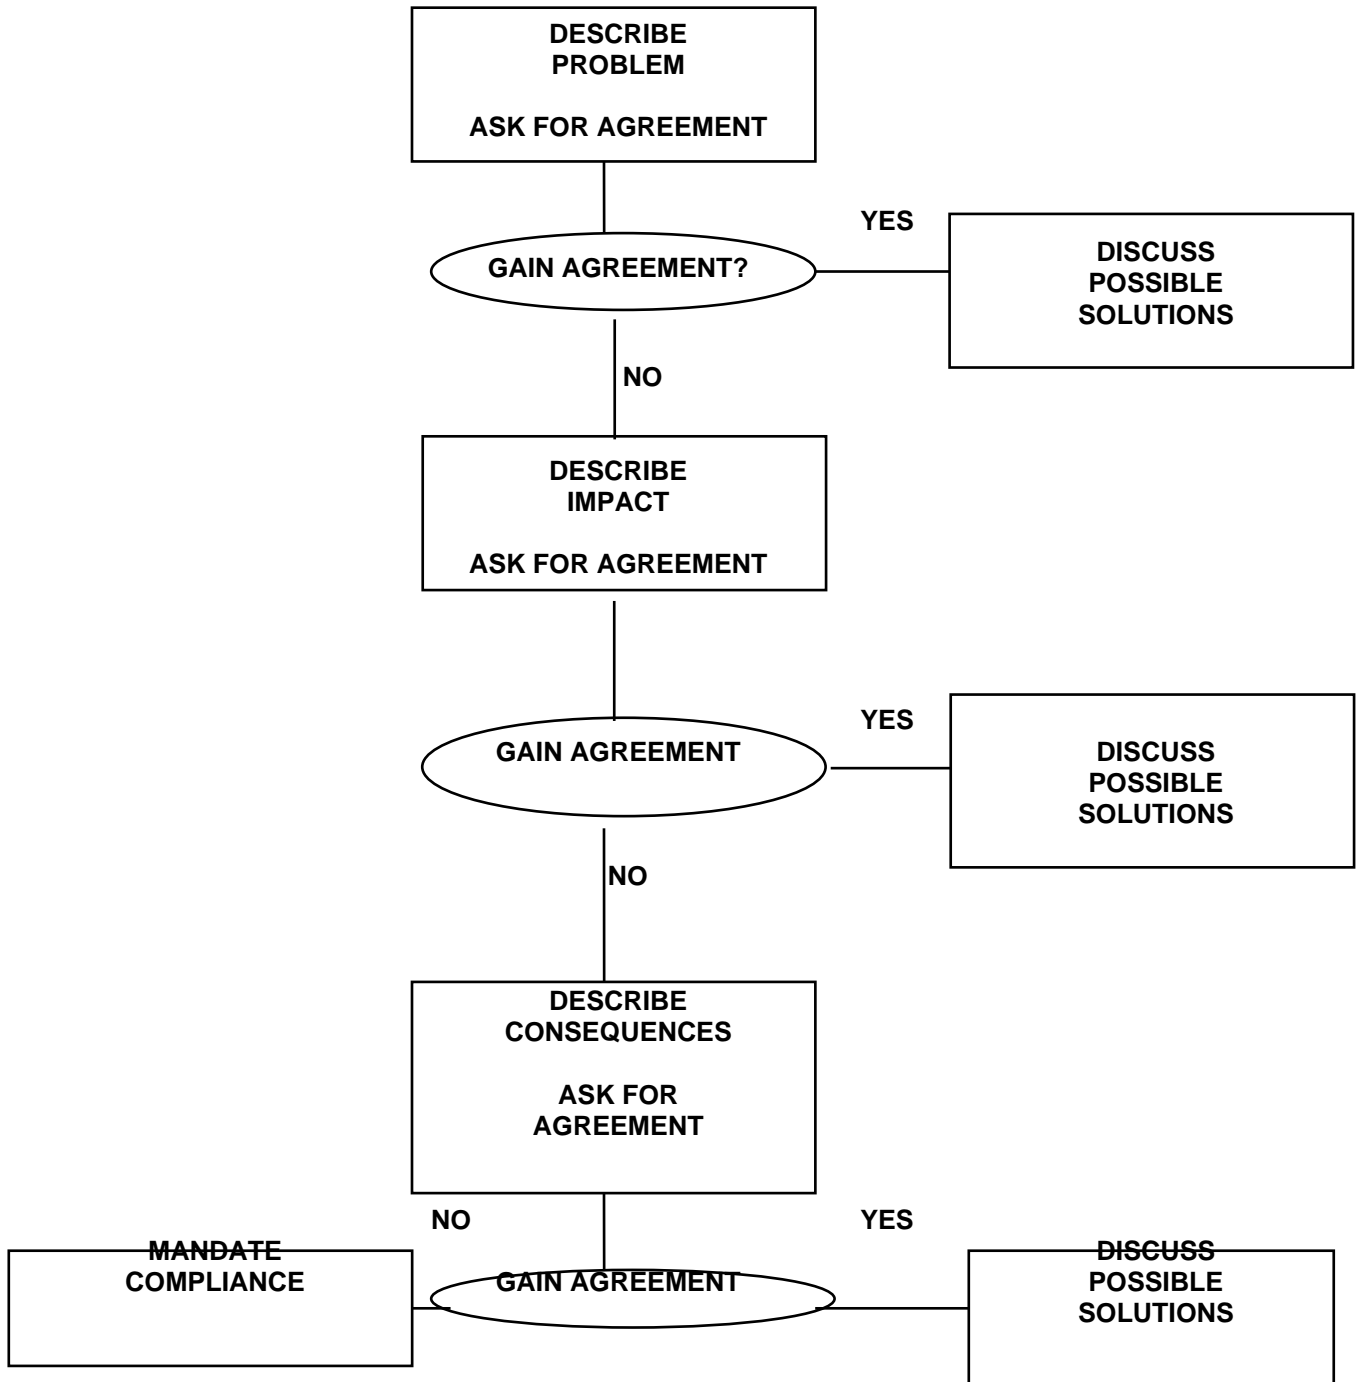 DESCRIBE
PROBLEM
ASK FOR AGREEMENT
YES
GAIN AGREEMENT?
DISCUSS
POSSIBLE
SOLUTIONS
NO
DESCRIBE
IMPACT
ASK FOR AGREEMENT
YES
GAIN AGREEMENT
DISCUSS
POSSIBLE
SOLUTIONS
NO
DESCRIBE
CONSEQUENCES
ASK FOR
AGREEMENT
NO
YES
MANDATE
COMPLIANCE
GAIN AGREEMENT
DISCUSS
POSSIBLE
SOLUTIONS